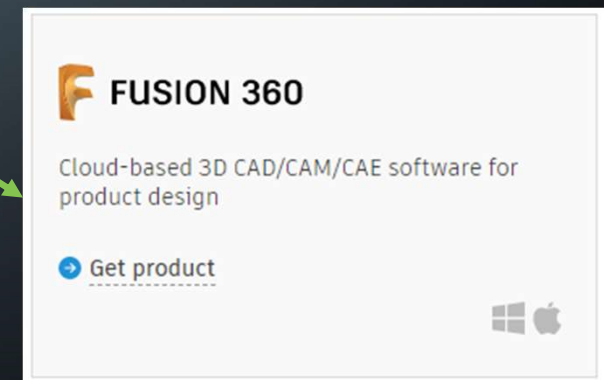 FUSION 360
Cloud-based 3D CAD/CAM/CAE software for
product design
Get product